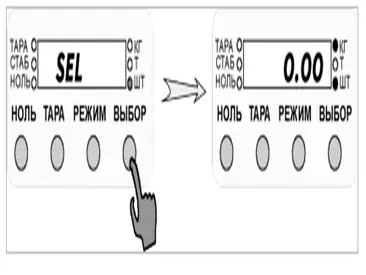 ТАРА КГ
СТАБ SEL Т
НОЛЬ ШТ
НОЛЬ ТАРА РЕЖИМ ВЫБОР
ТАРА КГ
СТАБ 0.00 Т
НОЛЬ ШТ
НОЛЬ ТАРА РЕЖИМ ВЫБОР